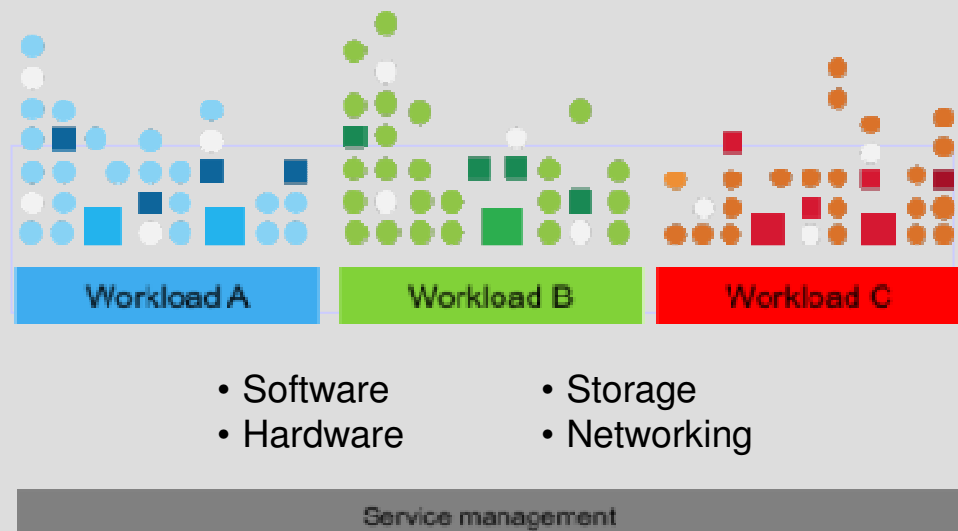 Workload A
Workload B
Workload C
• Software
• Hardware
• Storage
• Networking
Service management